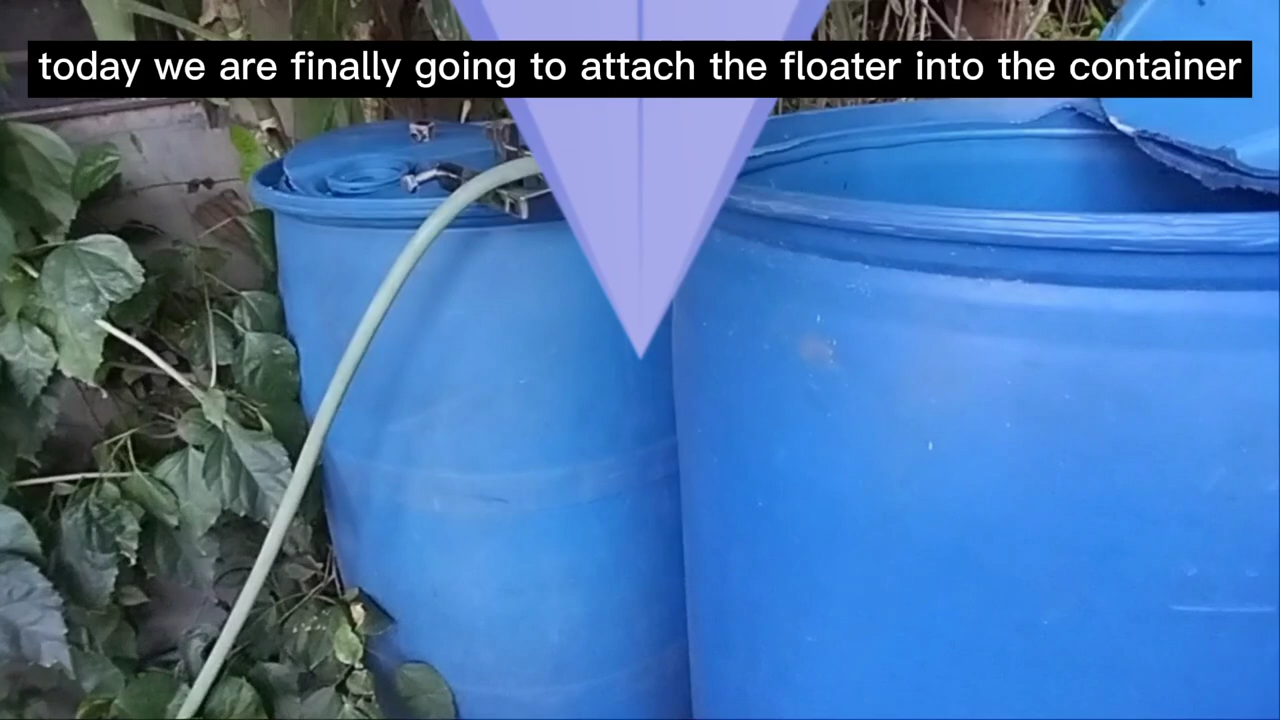 today we are finally going to attach the floater into the container